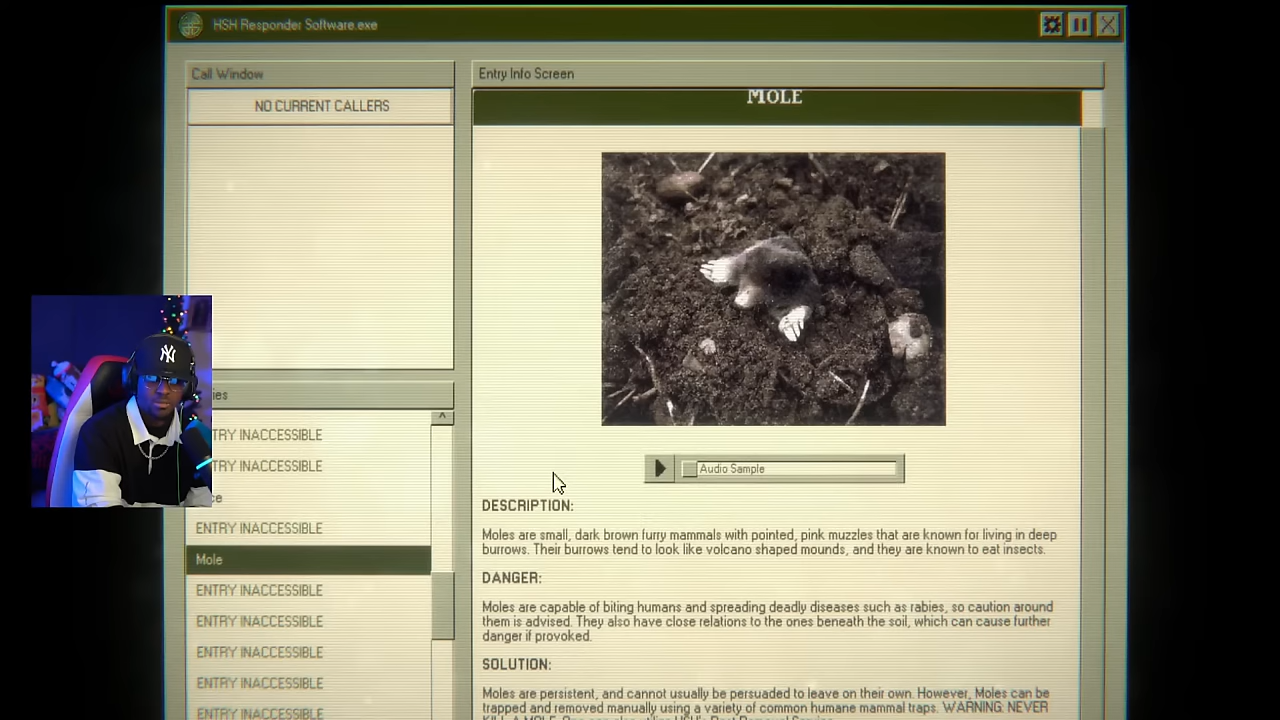 HSH Responder Software.exe
Call Window
NO CURRENT CALLERS
Entry Info Screen
MOLE
Audio Sample
DESCRIPTION:
Moles are small, dark brown furry mammals with pointed, pink muzzles that are known for living in deep
burrows. Their burrows tend to look like volcano shaped mounds, and they are known to eat insects.
DANGER:
Moles are capable of biting humans and spreading deadly diseases such as rabies, so caution around
them is advised. They also have close relations to the ones beneath the soil, which can cause further
danger if provoked.
SOLUTION:
Moles are persistent, and cannot usually be persuaded to leave on their own. However, Moles can be
trapped and removed manually using a variety of common humane mammal traps. WARNING: NEVER
INACCESSIBLE
INACCESSIBLE
ENTRY INACCESSIBLE
Mole
ENTRY INACCESSIBLE
ENTRY INACCESSIBLE
ENTRY INACCESSIBLE
ENTRY INACCESSIBLE
ENTRY INACCESSIBLE
NY